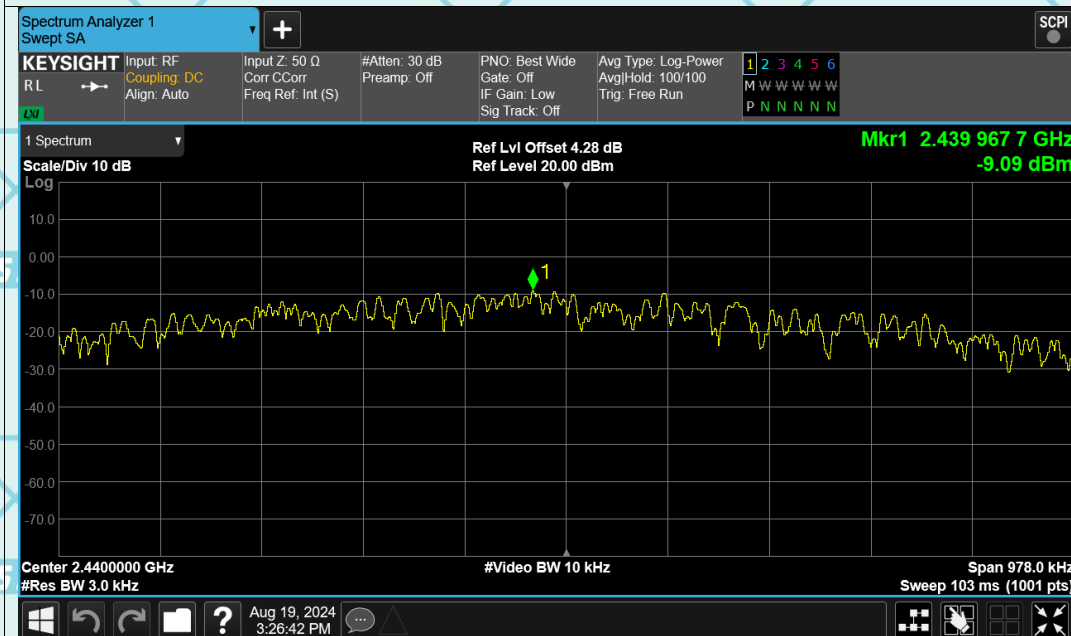 Spectrum Analyzer 1
Swept SA
+
SCPI
KEYSIGHT
R L
LXI
Input: RF
Coupling: DC
Align: Auto
Input Z: 50 Ω
Corr CCorr
Freq Ref: Int (S)
#Atten: 30 dB
Preamp: Off
PNO: Best Wide
Gate: Off
IF Gain: Low
Sig Track: Off
Avg Type: Log-Power
Avg|Hold: 100/100
Trig: Free Run
1 2 3 4 5 6
M W W W W W
P N N N N N
1 Spectrum
Scale/Div 10 dB
Log
Ref Lvl Offset 4.28 dB
Ref Level 20.00 dBm
Mkr1 2.439 967 7 GHz
-9.09 dBm
10.0
0.00
-10.0
-20.0
-30.0
-40.0
-50.0
-60.0
-70.0
1
Center 2.4400000 GHz
#Res BW 3.0 kHz
#Video BW 10 kHz
Span 978.0 kHz
Sweep 103 ms (1001 pts)
?
Aug 19, 2024
3:26:42 PM